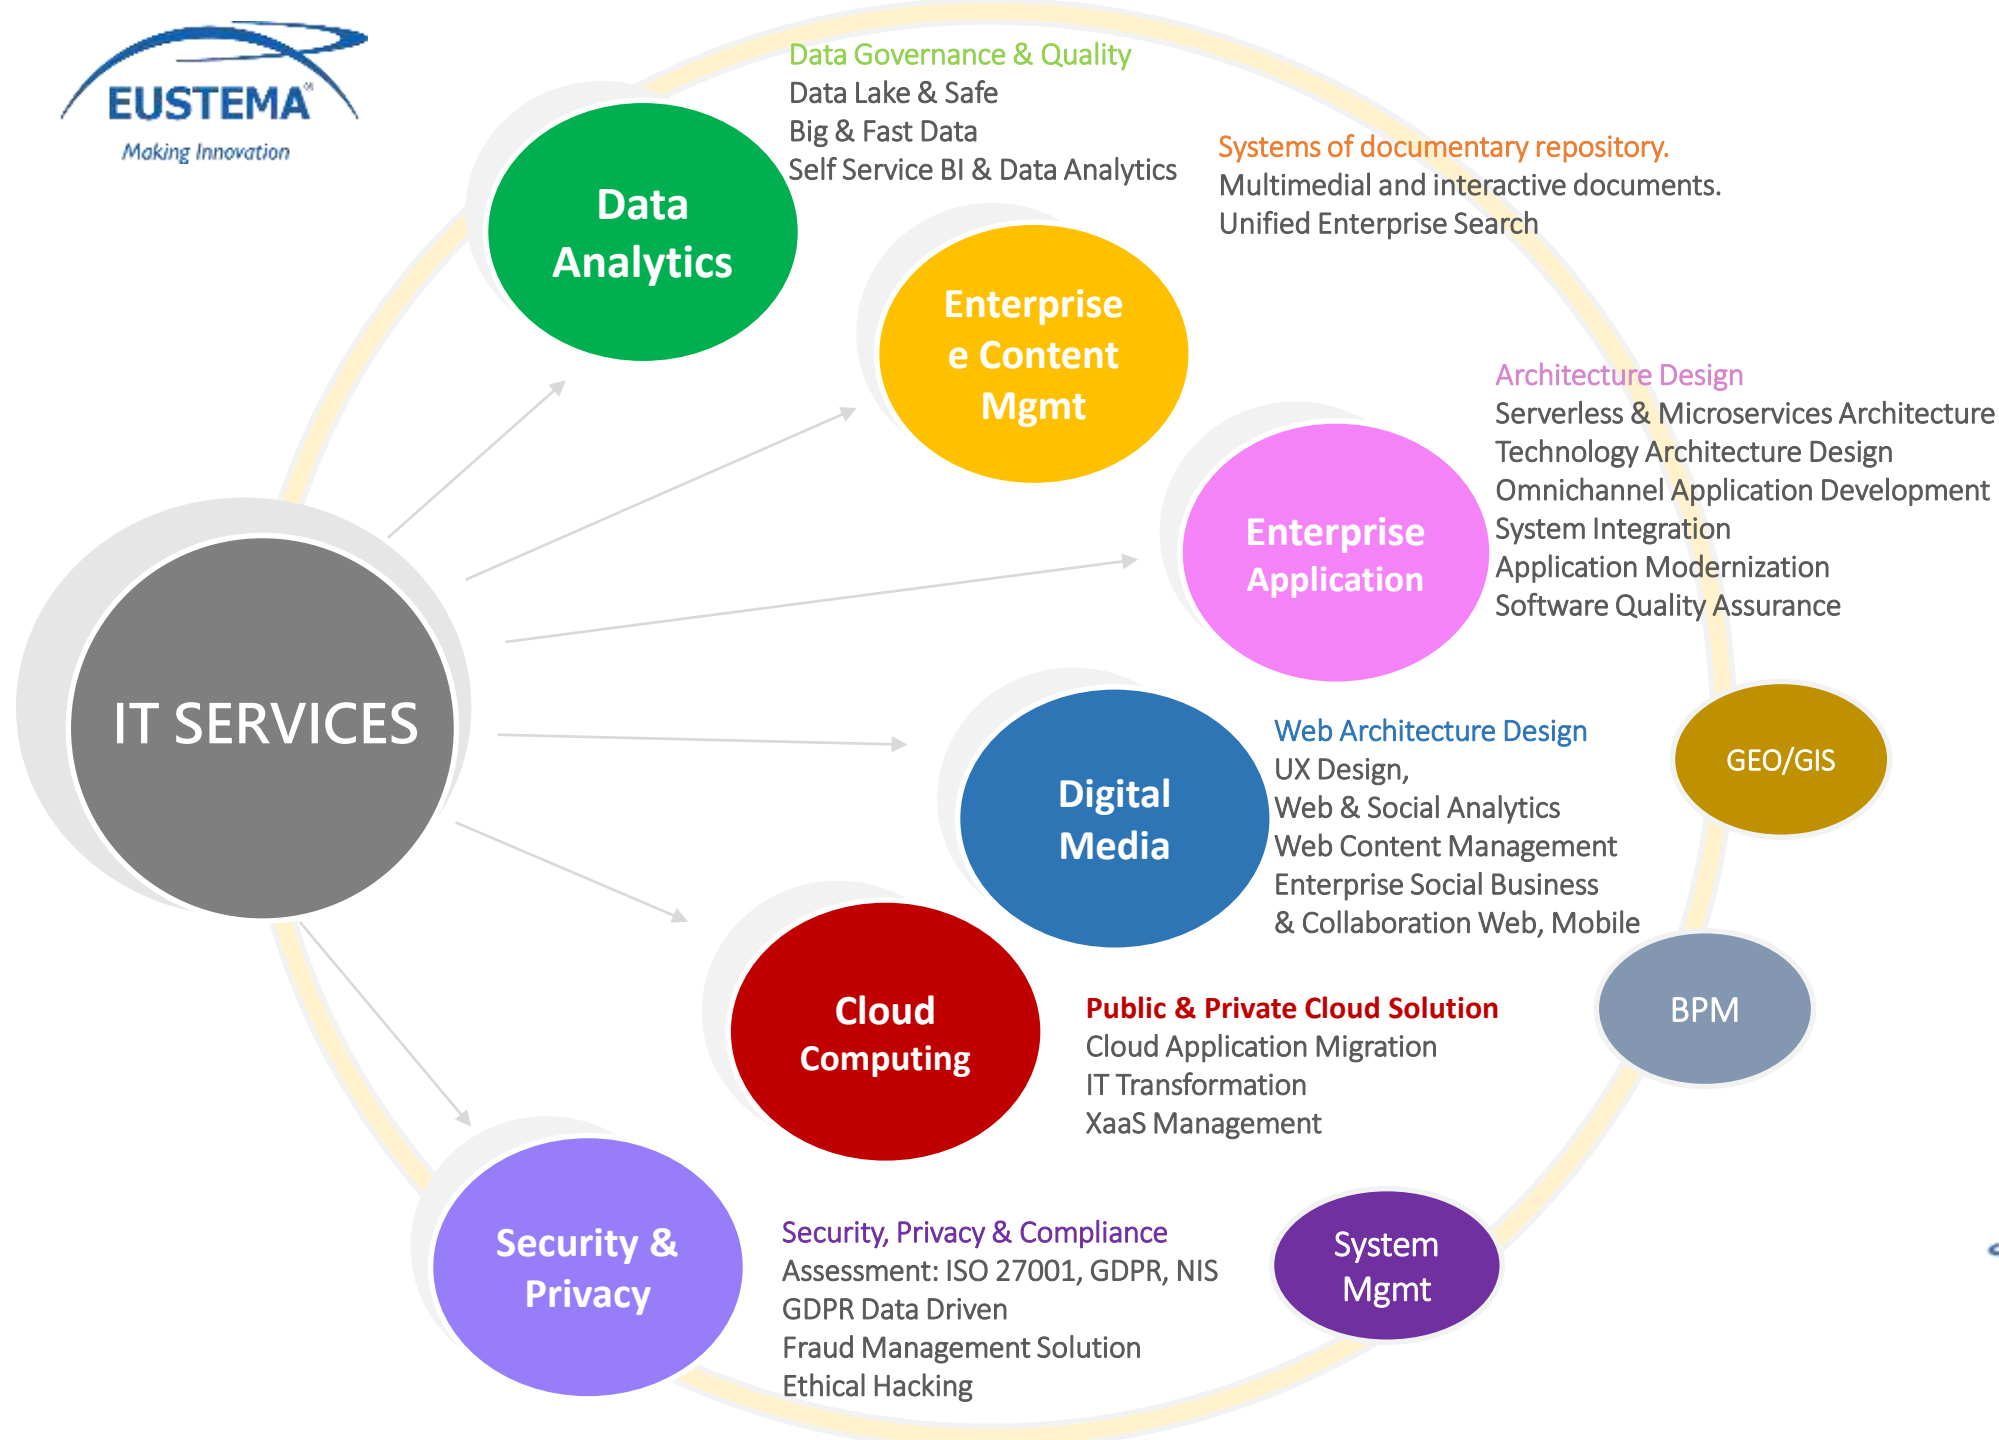 EUSTEMA®
Making Innovation
Data Governance & Quality
Data Lake & Safe
Big & Fast Data
Self Service BI & Data Analytics
Data
Analytics
Systems of documentary repository.
Multimedial and interactive documents.
Unified Enterprise Search
Enterprise
e Content
Mgmt
Architecture Design
Serverless & Microservices Architecture
Technology Architecture Design
Omnichannel Application Development
System Integration
Application Modernization
Software Quality Assurance
Enterprise
Application
IT SERVICES
Digital
Media
Web Architecture Design
UX Design,
Web & Social Analytics
Web Content Management
Enterprise Social Business
& Collaboration Web, Mobile
GEO/GIS
BPM
Cloud
Computing
Public & Private Cloud Solution
Cloud Application Migration
IT Transformation
XaaS Management
Security &
Privacy
Security, Privacy & Compliance
Assessment: ISO 27001, GDPR, NIS
GDPR Data Driven
Fraud Management Solution
Ethical Hacking
System
Mgmt